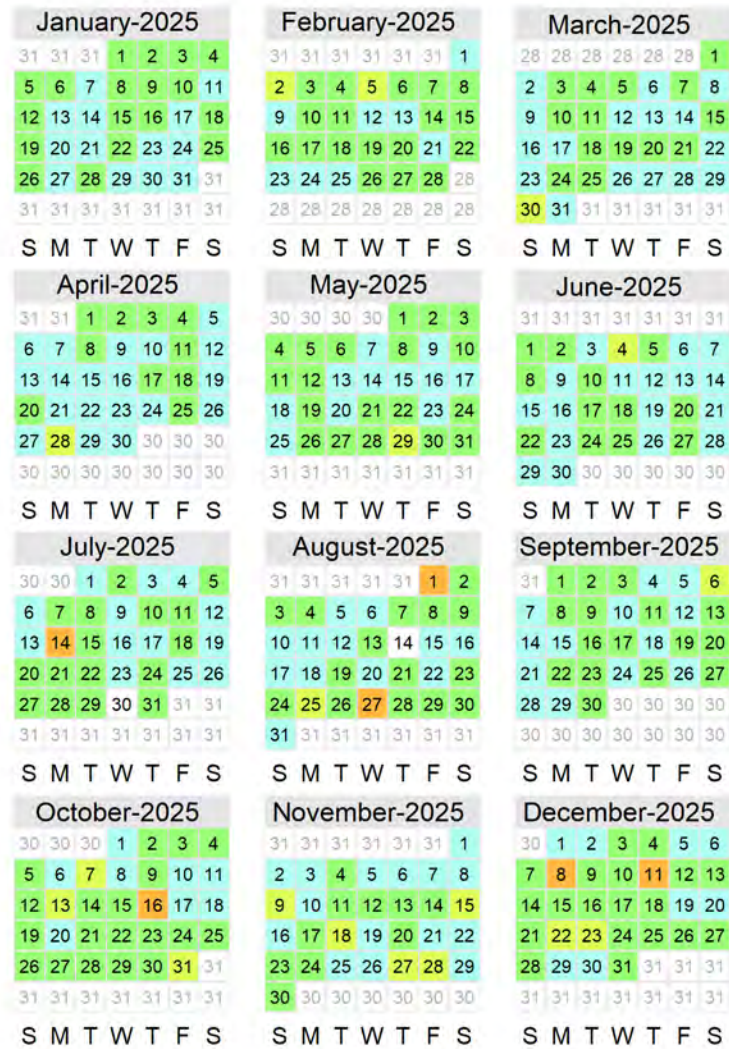 January-2025
31 31 31 1 2 3 4
5 6 7 8 9 10 11
12 13 14 15 16 17 18
19 20 21 22 23 24 25
26 27 28 29 30 31 31
31 31 31 31 31 31 31
S M T W T F S
February-2025
31 31 31 31 31 31 1
2 3 4 5 6 7 8
9 10 11 12 13 14 15
16 17 18 19 20 21 22
23 24 25 26 27 28 28
28 28 28 28 28 28 28
S M T W T F S
March-2025
28 28 28 28 28 28 1
2 3 4 5 6 7 8
9 10 11 12 13 14 15
16 17 18 19 20 21 22
23 24 25 26 27 28 29
30 31 31 31 31 31 31
S M T W T F S
April-2025
31 31 1 2 3 4 5
6 7 8 9 10 11 12
13 14 15 16 17 18 19
20 21 22 23 24 25 26
27 28 29 30 30 30 30
30 30 30 30 30 30 30
S M T W T F S
May-2025
30 30 30 30 1 2 3
4 5 6 7 8 9 10
11 12 13 14 15 16 17
18 19 20 21 22 23 24
25 26 27 28 29 30 31
31 31 31 31 31 31 31
S M T W T F S
June-2025
31 31 31 31 31 31 31
1 2 3 4 5 6 7
8 9 10 11 12 13 14
15 16 17 18 19 20 21
22 23 24 25 26 27 28
29 30 30 30 30 30 30
S M T W T F S
July-2025
30 30 1 2 3 4 5
6 7 8 9 10 11 12
13 14 15 16 17 18 19
20 21 22 23 24 25 26
27 28 29 30 31 31 31
31 31 31 31 31 31 31
S M T W T F S
August-2025
31 31 31 31 31 1 2
3 4 5 6 7 8 9
10 11 12 13 14 15 16
17 18 19 20 21 22 23
24 25 26 27 28 29 30
31 31 31 31 31 31 31
S M T W T F S
September-2025
31 1 2 3 4 5 6
7 8 9 10 11 12 13
14 15 16 17 18 19 20
21 22 23 24 25 26 27
28 29 30 30 30 30 30
30 30 30 30 30 30 30
S M T W T F S
October-2025
30 30 30 1 2 3 4
5 6 7 8 9 10 11
12 13 14 15 16 17 18
19 20 21 22 23 24 25
26 27 28 29 30 31 31
31 31 31 31 31 31 31
S M T W T F S
November-2025
31 31 31 31 31 31 1
2 3 4 5 6 7 8
9 10 11 12 13 14 15
16 17 18 19 20 21 22
23 24 25 26 27 28 29
30 30 30 30 30 30 30
S M T W T F S
December-2025
30 1 2 3 4 5 6
7 8 9 10 11 12 13
14 15 16 17 18 19 20
21 22 23 24 25 26 27
28 29 30 31 31 31 31
31 31 31 31 31 31 31
S M T W T F S